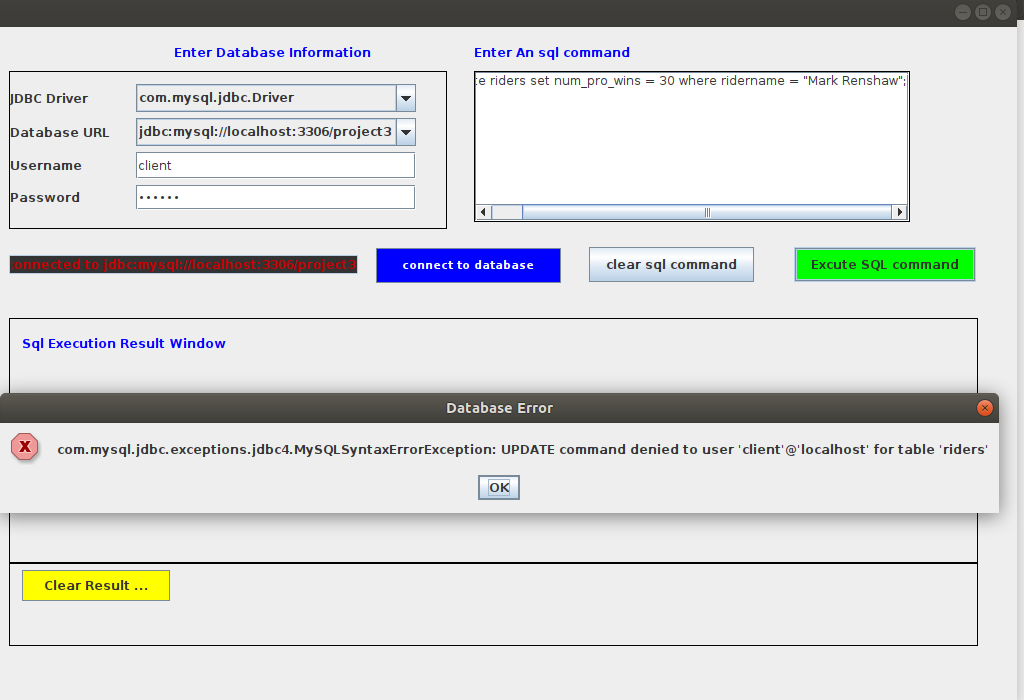 Enter Database Information
Enter An sql command
JDBC Driver
com.mysql.jdbc.Driver
Database URL
jdbc:mysql://localhost:3306/project3
Username
client
Password
••••••
riders set num_pro_wins = 30 where ridername = "Mark Renshaw";
to jdbc:mysql://localhost:3306/project3
connect to database
clear sql command
Excute SQL command
Sql Execution Result Window
Database Error
X
com.mysql.jdbc.exceptions.jdbc4.MySQLSyntaxErrorException: UPDATE command denied to user 'client'@'localhost' for table 'riders'
OK
Clear Result ...